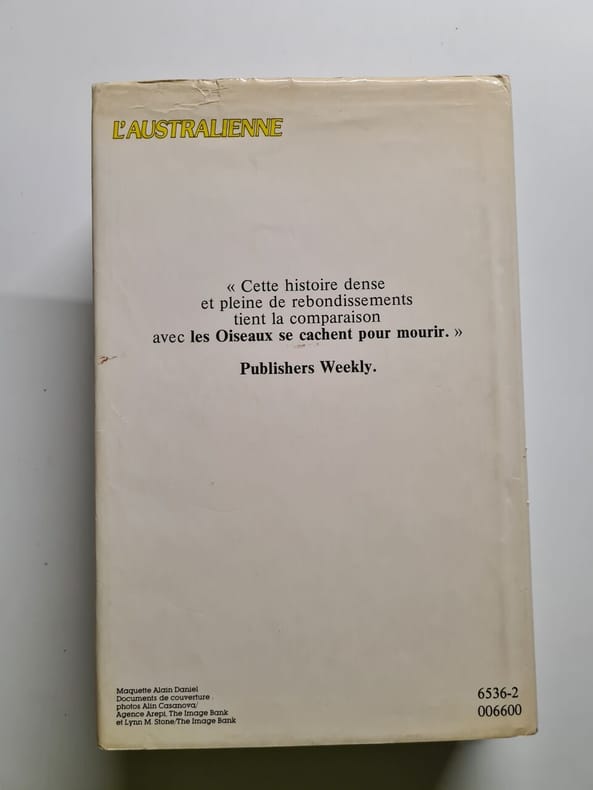 L'AUSTRALIENNE
« Cette histoire dense
et pleine de rebondissements
tient la comparaison
avec les Oiseaux se cachent pour mourir. »
Publishers Weekly.
Maquette Alain Daniel
Documents de couverture
photos Alin Casanova/
Agence Arepi, The Image Bank
et Lynn M. Stone/The Image Bank
6536-2
006600